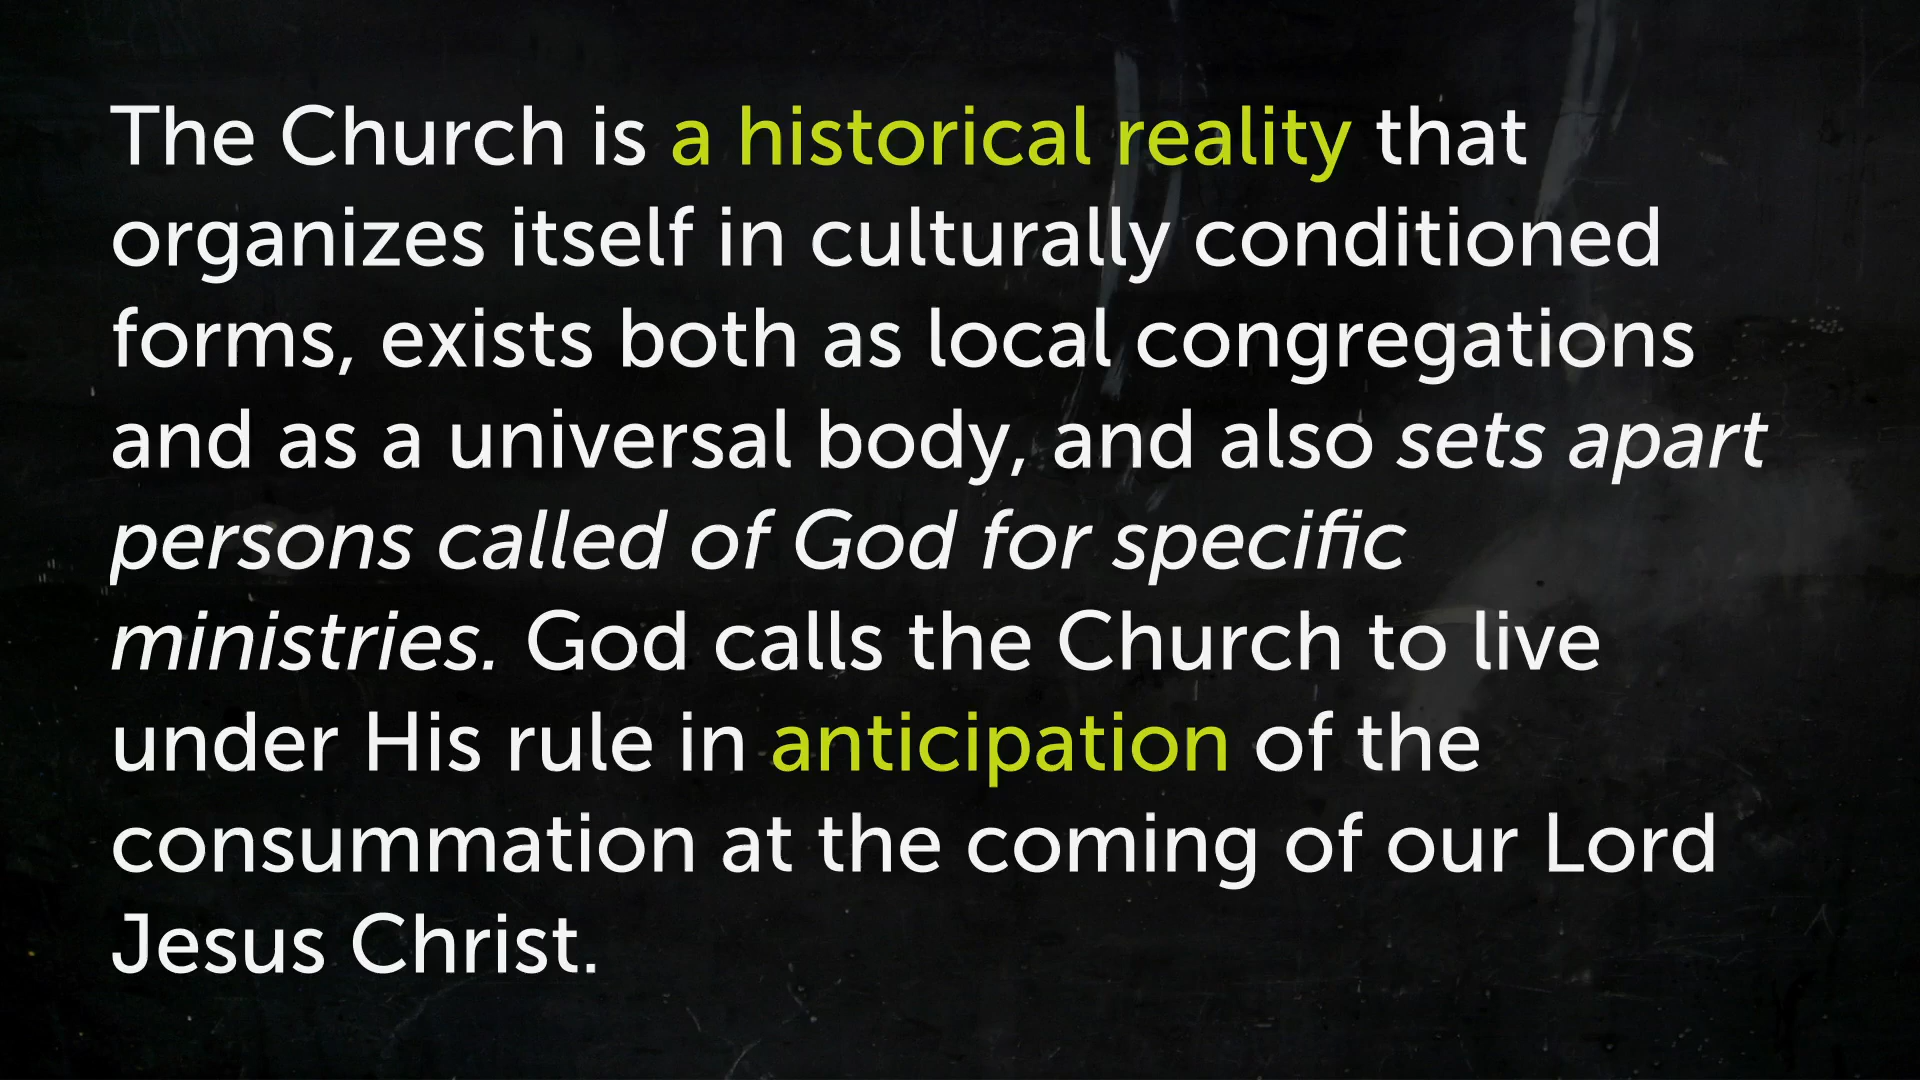 The Church is a historical reality that
organizes itself in culturally conditioned
forms, exists both as local congregations
and as a universal body, and also sets apart
persons called of God for specific
ministries. God calls the Church to live
under His rule in anticipation of the
consummation at the coming of our Lord
Jesus Christ.